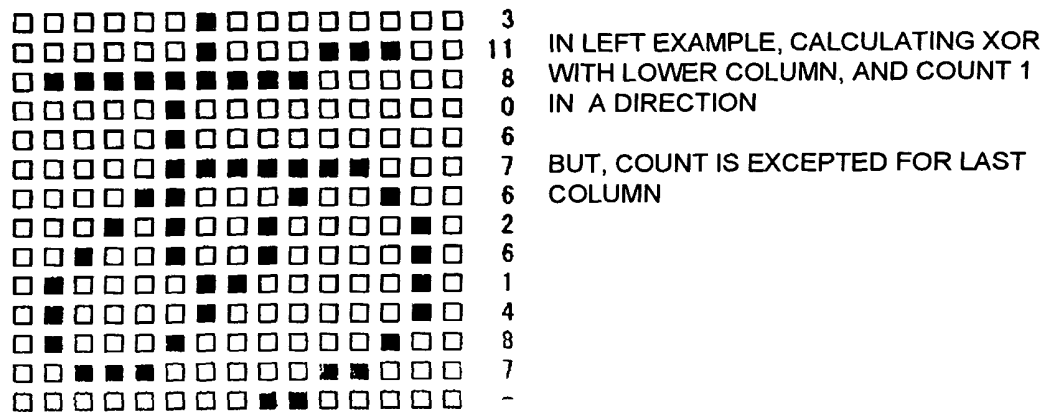 3
11
8
0
6
7
6
2
6
1
4
8
7
-
IN LEFT EXAMPLE, CALCULATING XOR
WITH LOWER COLUMN, AND COUNT 1
IN A DIRECTION
BUT, COUNT IS EXCEPTED FOR LAST
COLUMN